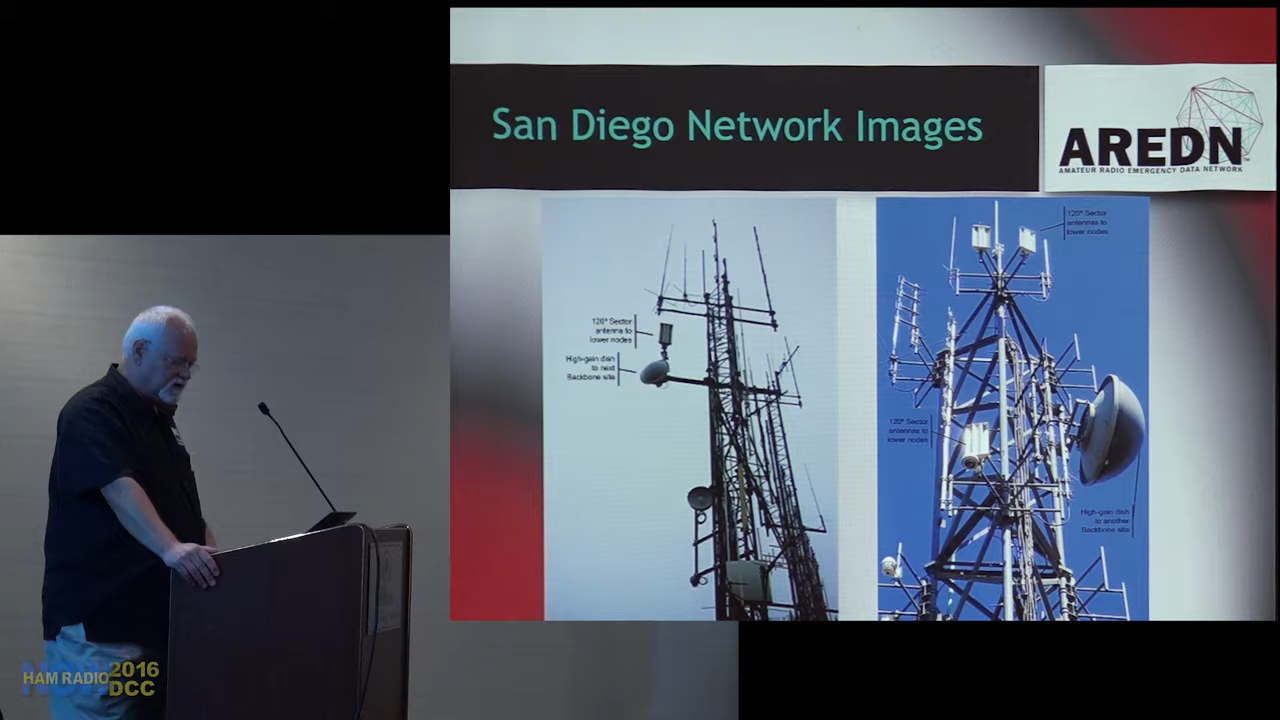 San Diego Network Images
AREDN
AMATEUR RADIO EMERGENCY DATA NETWORK
120° Sector
antenna to
lower nodes
High-gain dish
to next
Backbone site
120° Sector
antennas to
lower nodes
120° Sector
antennas to
lower nodes
High-gain dish
to another
Backbone site
HAM RADIO
NOW
2016
DCC